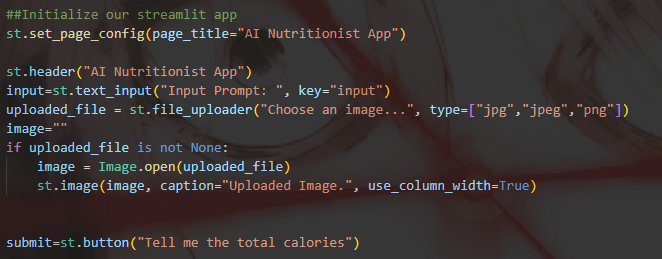 ##Initialize our streamlit app
st.set_page_config(page_title="AI Nutritionist App")
st.header("AI Nutritionist App")
input=st.text_input("Input Prompt: ", key="input")
uploaded_file = st.file_uploader("Choose an image...", type=["jpg","jpeg","png"])
image=""
if uploaded_file is not None:
    image = Image.open(uploaded_file)
    st.image(image, caption="Uploaded Image.", use_column_width=True)
submit=st.button("Tell me the total calories")